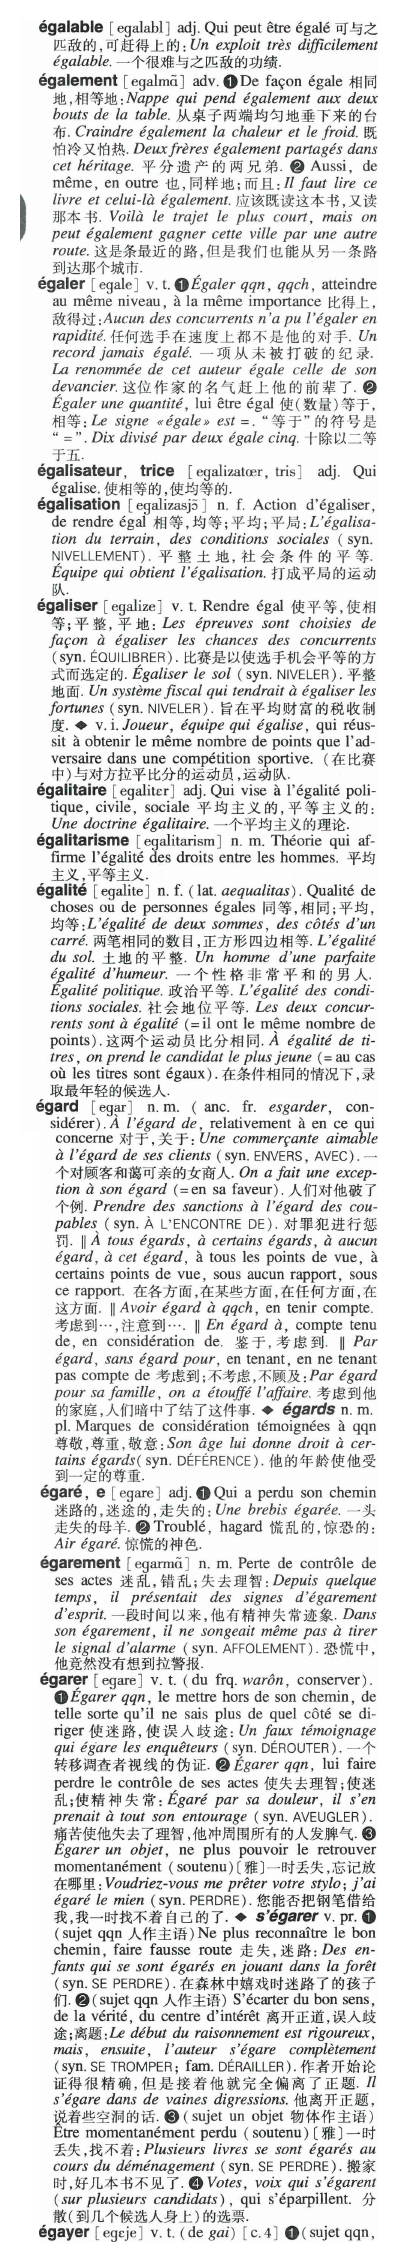 égalable [egalabl] adj. Qui peut être égalé 可与之
匹敌的,可赶得上的: Un exploit très difficilement
égalable. 一个很难与之匹敌的功绩.
également [egalmɑ̃] adv. ❶De façon égale 相同
地,相等地: Nappe qui pend également aux deux
bouts de la table. 从桌子两端均匀地垂下来的台
布. Craindre également la chaleur et le froid. 既
怕冷又怕热. Deux frères également partagés dans
cet héritage. 平分遗产的两兄弟. ❷ Aussi, de
même, en outre 也,同样地;而且: Il faut lire ce
livre et celui-là également. 应该既读这本书,又读
那本书. Voilà le trajet le plus court, mais on
peut également gagner cette ville par une autre
route. 这是条最近的路,但是我们也能从另一条路
到达那个城市.
égaler [egale] v. t. ❶Égaler qqn, qqch, atteindre
au même niveau, à la même importance 比得上,
敌得过: Aucun des concurrents n'a pu l'égaler en
rapidité. 任何选手在速度上都不是他的对手. Un
record jamais égalé. 一项从未被打破的纪录.
La renommée de cet auteur égale celle de son
devancier. 这位作家的名气赶上他的前辈了. ❷
Égaler une quantité, lui être égal 使(数量)等于,
相等: Le signe «égale» est =. “等于”的符号是
“=”. Dix divisé par deux égale cinq. 十除以二等
于五.
égalisateur, trice [egalizatœr, tris] adj. Qui
égalise. 使相等的,使均等的.
égalisation [egalizasjɔ̃] n. f. Action d'égaliser,
de rendre égal 相等,均等;平均;平局: L'égalisa-
tion du terrain, des conditions sociales (syn.
NIVELLEMENT). 平整土地,社会条件的平等.
Équipe qui obtient l'égalisation. 打成平局的运动
队.
égaliser [egalize] v. t. Rendre égal 使平等,使相
等;平整,平地: Les épreuves sont choisies de
façon à égaliser les chances des concurrents
(syn. ÉQUILIBRER). 比赛是以使选手机会平等的方
式而选定的. Égaliser le sol (syn. NIVELER). 平整
地面. Un système fiscal qui tendrait à égaliser les
fortunes (syn. NIVELER). 旨在平均财富的税收制
度. ◆ v. i. Joueur, équipe qui égalise, qui réus-
sit à obtenir le même nombre de points que l'ad-
versaire dans une compétition sportive. (在比赛
中)与对方拉平比分的运动员,运动队.
égalitaire [egalitɛr] adj. Qui vise à l'égalité poli-
tique, civile, sociale 平均主义的,平等主义的:
Une doctrine égalitaire. 一个平均主义的理论.
égalitarisme [egalitarism] n. m. Théorie qui af-
firme l'égalité des droits entre les hommes. 平均
主义,平等主义.
égalité [egalite] n. f. (lat. aequalitas). Qualité de
choses ou de personnes égales 同等,相同;平均,
均等: L'égalité de deux sommes, des côtés d'un
carré. 两笔相同的数目,正方形四边相等. L'égalité
du sol. 土地的平整. Un homme d'une parfaite
égalité d'humeur. 一个性格非常平和的男人.
Égalité politique. 政治平等. L'égalité des condi-
tions sociales. 社会地位平等. Les deux concur-
rents sont à égalité (=il ont le même nombre de
points). 这两个运动员比分相同. À égalité de ti-
tres, on prend le candidat le plus jeune (=au cas
où les titres sont égaux). 在条件相同的情况下,录
取最年轻的候选人.
égard [egar] n. m. (anc. fr. esgarder, con-
sidérer). À l'égard de, relativement à en ce qui
concerne 对于,关于: Une commerçante aimable
à l'égard de ses clients (syn. ENVERS, AVEC). 一
个对顾客和蔼可亲的女商人. On a fait une excep-
tion à son égard (=en sa faveur). 人们对他破了
个例. Prendre des sanctions à l'égard des cou-
pables (syn. À L'ENCONTRE DE). 对罪犯进行惩
罚. ‖ À tous égards, à certains égards, à aucun
égard, à cet égard, à tous les points de vue, à
certains points de vue, sous aucun rapport, sous
ce rapport. 在各方面,在某些方面,在任何方面,在
这方面. ‖ Avoir égard à qqch, en tenir compte.
考虑到…,注意到…. ‖ En égard à, compte tenu
de, en considération de. 鉴于,考虑到. ‖ Par
égard, sans égard pour, en tenant, en ne tenant
pas compte de 考虑到;不考虑,不顾及: Par égard
pour sa famille, on a étouffé l'affaire. 考虑到他
的家庭,人们暗中了结了这件事. ◆ égards n. m.
pl. Marques de considération témoignées à qqn
尊敬,尊重,敬意: Son âge lui donne droit à cer-
tains égards (syn. DÉFÉRENCE). 他的年龄使他受
到一定的尊重.
égaré, e [egare] adj. ❶Qui a perdu son chemin
迷路的,迷途的,走失的: Une brebis égarée. 一头
走失的母羊. ❷ Troublé, hagard 慌乱的,惊恐的:
Air égaré. 惊慌的神色.
égarement [egarmɑ̃] n. m. Perte de contrôle de
ses actes 迷乱,错乱;失去理智: Depuis quelque
temps, il présentait des signes d'égarement
d'esprit. 一段时间以来,他有精神失常迹象. Dans
son égarement, il ne songeait même pas à tirer
le signal d'alarme (syn. AFFOLEMENT). 恐慌中,
他竟然没有想到拉警报.
égarer [egare] v. t. (du frq. warôn, conserver).
❶Égarer qqn, le mettre hors de son chemin, de
telle sorte qu'il ne sais plus de quel côté se di-
riger 使迷路,使误入歧途: Un faux témoignage
qui égare les enquêteurs (syn. DÉROUTER). 一个
转移调查者视线的伪证. ❷ Égarer qqn, lui faire
perdre le contrôle de ses actes 使失去理智;使迷
乱;使精神失常: Égaré par sa douleur, il s'en
prenait à tout son entourage (syn. AVEUGLER).
痛苦使他失去了理智,他冲周围所有的人发脾气. ❸
Égarer un objet, ne plus pouvoir le retrouver
momentanément (soutenu)[雅]一时丢失,忘记放
在哪里: Voudriez-vous me prêter votre stylo; j'ai
égaré le mien (syn. PERDRE). 您能否把钢笔借给
我,我一时找不着自己的了. ◆ s'égarer v. pr. ❶
(sujet qqn 人作主语) Ne plus reconnaître le bon
chemin, faire fausse route 走失,迷路: Des en-
fants qui se sont égarés en jouant dans la forêt
(syn. SE PERDRE). 在森林中嬉戏时迷路了的孩子
们. ❷(sujet qqn 人作主语) S'écarter du bon sens,
de la vérité, du centre d'intérêt 离开正道,误入歧
途;离题: Le début du raisonnement est rigoureux,
mais, ensuite, l'auteur s'égare complètement
(syn. SE TROMPER; fam. DÉRAILLER). 作者开始论
证得很精确,但是接着他就完全偏离了正题. Il
s'égare dans de vaines digressions. 他离开正题,
说着些空洞的话. ❸ (sujet un objet 物体作主语)
Être momentanément perdu (soutenu)[雅]一时
丢失,找不着: Plusieurs livres se sont égarés au
cours du déménagement (syn. SE PERDRE). 搬家
时,好几本书不见了. ❹ Votes, voix qui s'égarent
(sur plusieurs candidats), qui s'éparpillent. 分
散(到几个候选人身上)的选票.
égayer [egɛje] v. t. (de gai) [c. 4] ❶(sujet qqn,